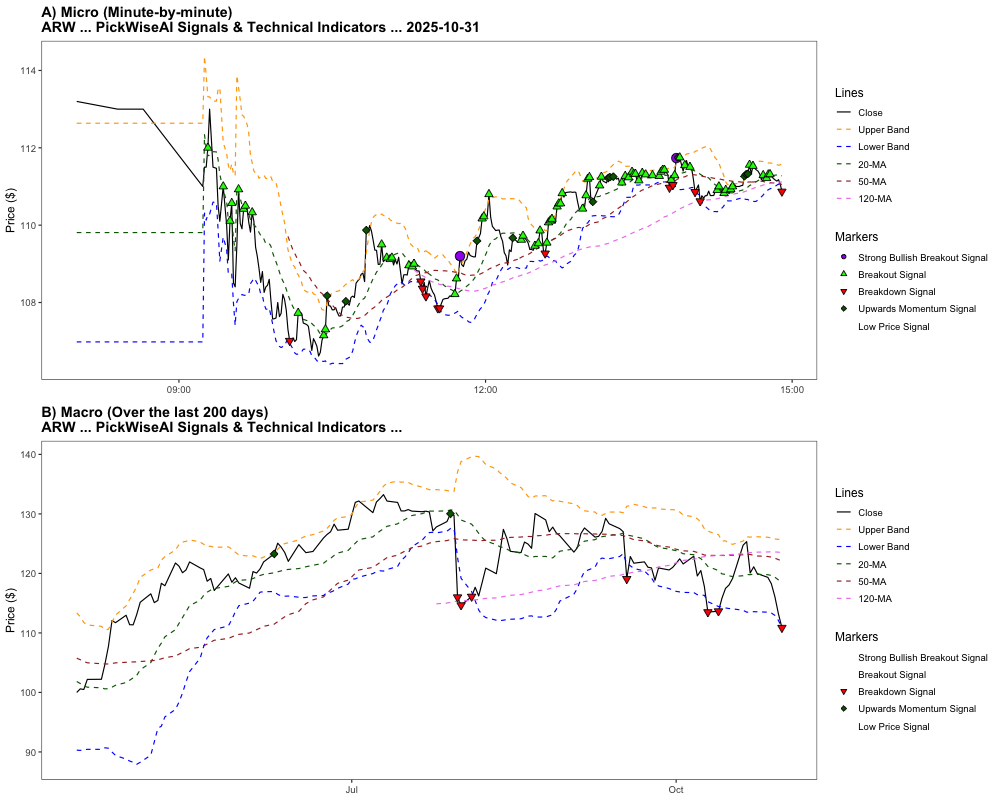 A) Micro (Minute-by-minute)
ARW ... PickWiseAI Signals & Technical Indicators ... 2025-10-31
Price ($)
114
112
110
108
09:00
12:00
15:00
Lines
Close
Upper Band
Lower Band
20-MA
50-MA
120-MA
Markers
Strong Bullish Breakout Signal
Breakout Signal
Breakdown Signal
Upwards Momentum Signal
Low Price Signal
B) Macro (Over the last 200 days)
ARW ... PickWiseAI Signals & Technical Indicators ...
Price ($)
140
130
120
110
100
90
Jul
Oct
Lines
Close
Upper Band
Lower Band
20-MA
50-MA
120-MA
Markers
Strong Bullish Breakout Signal
Breakout Signal
Breakdown Signal
Upwards Momentum Signal
Low Price Signal